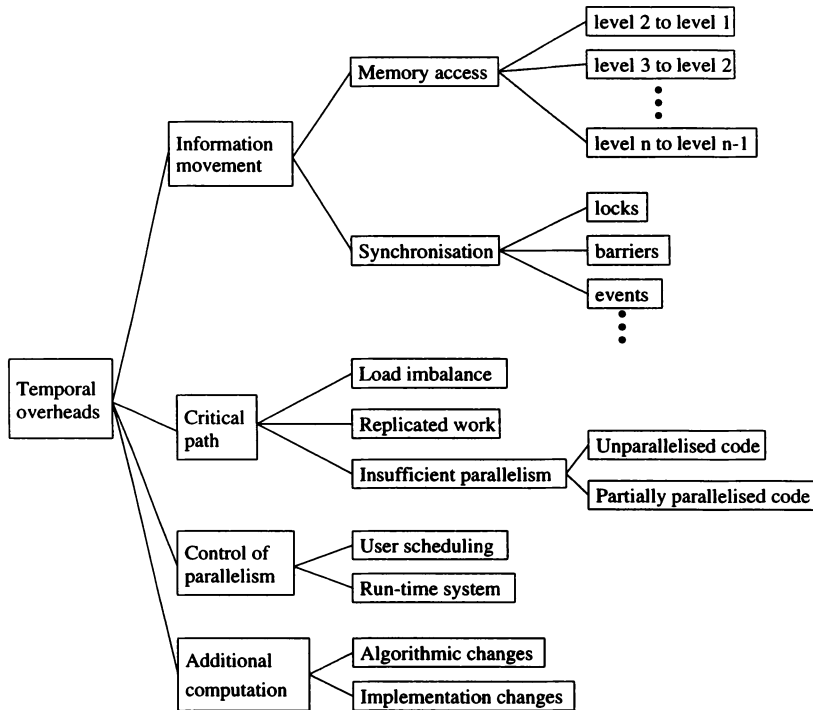 level 2 to level 1
Memory access
level 3 to level 2
level n to level n-1
Information
movement
locks
Synchronisation
barriers
events
Temporal
overheads
Load imbalance
Critical
path
Replicated work
Insufficient parallelism
Unparallelised code
Partially parallelised code
Control of
parallelism
User scheduling
Run-time system
Additional
computation
Algorithmic changes
Implementation changes